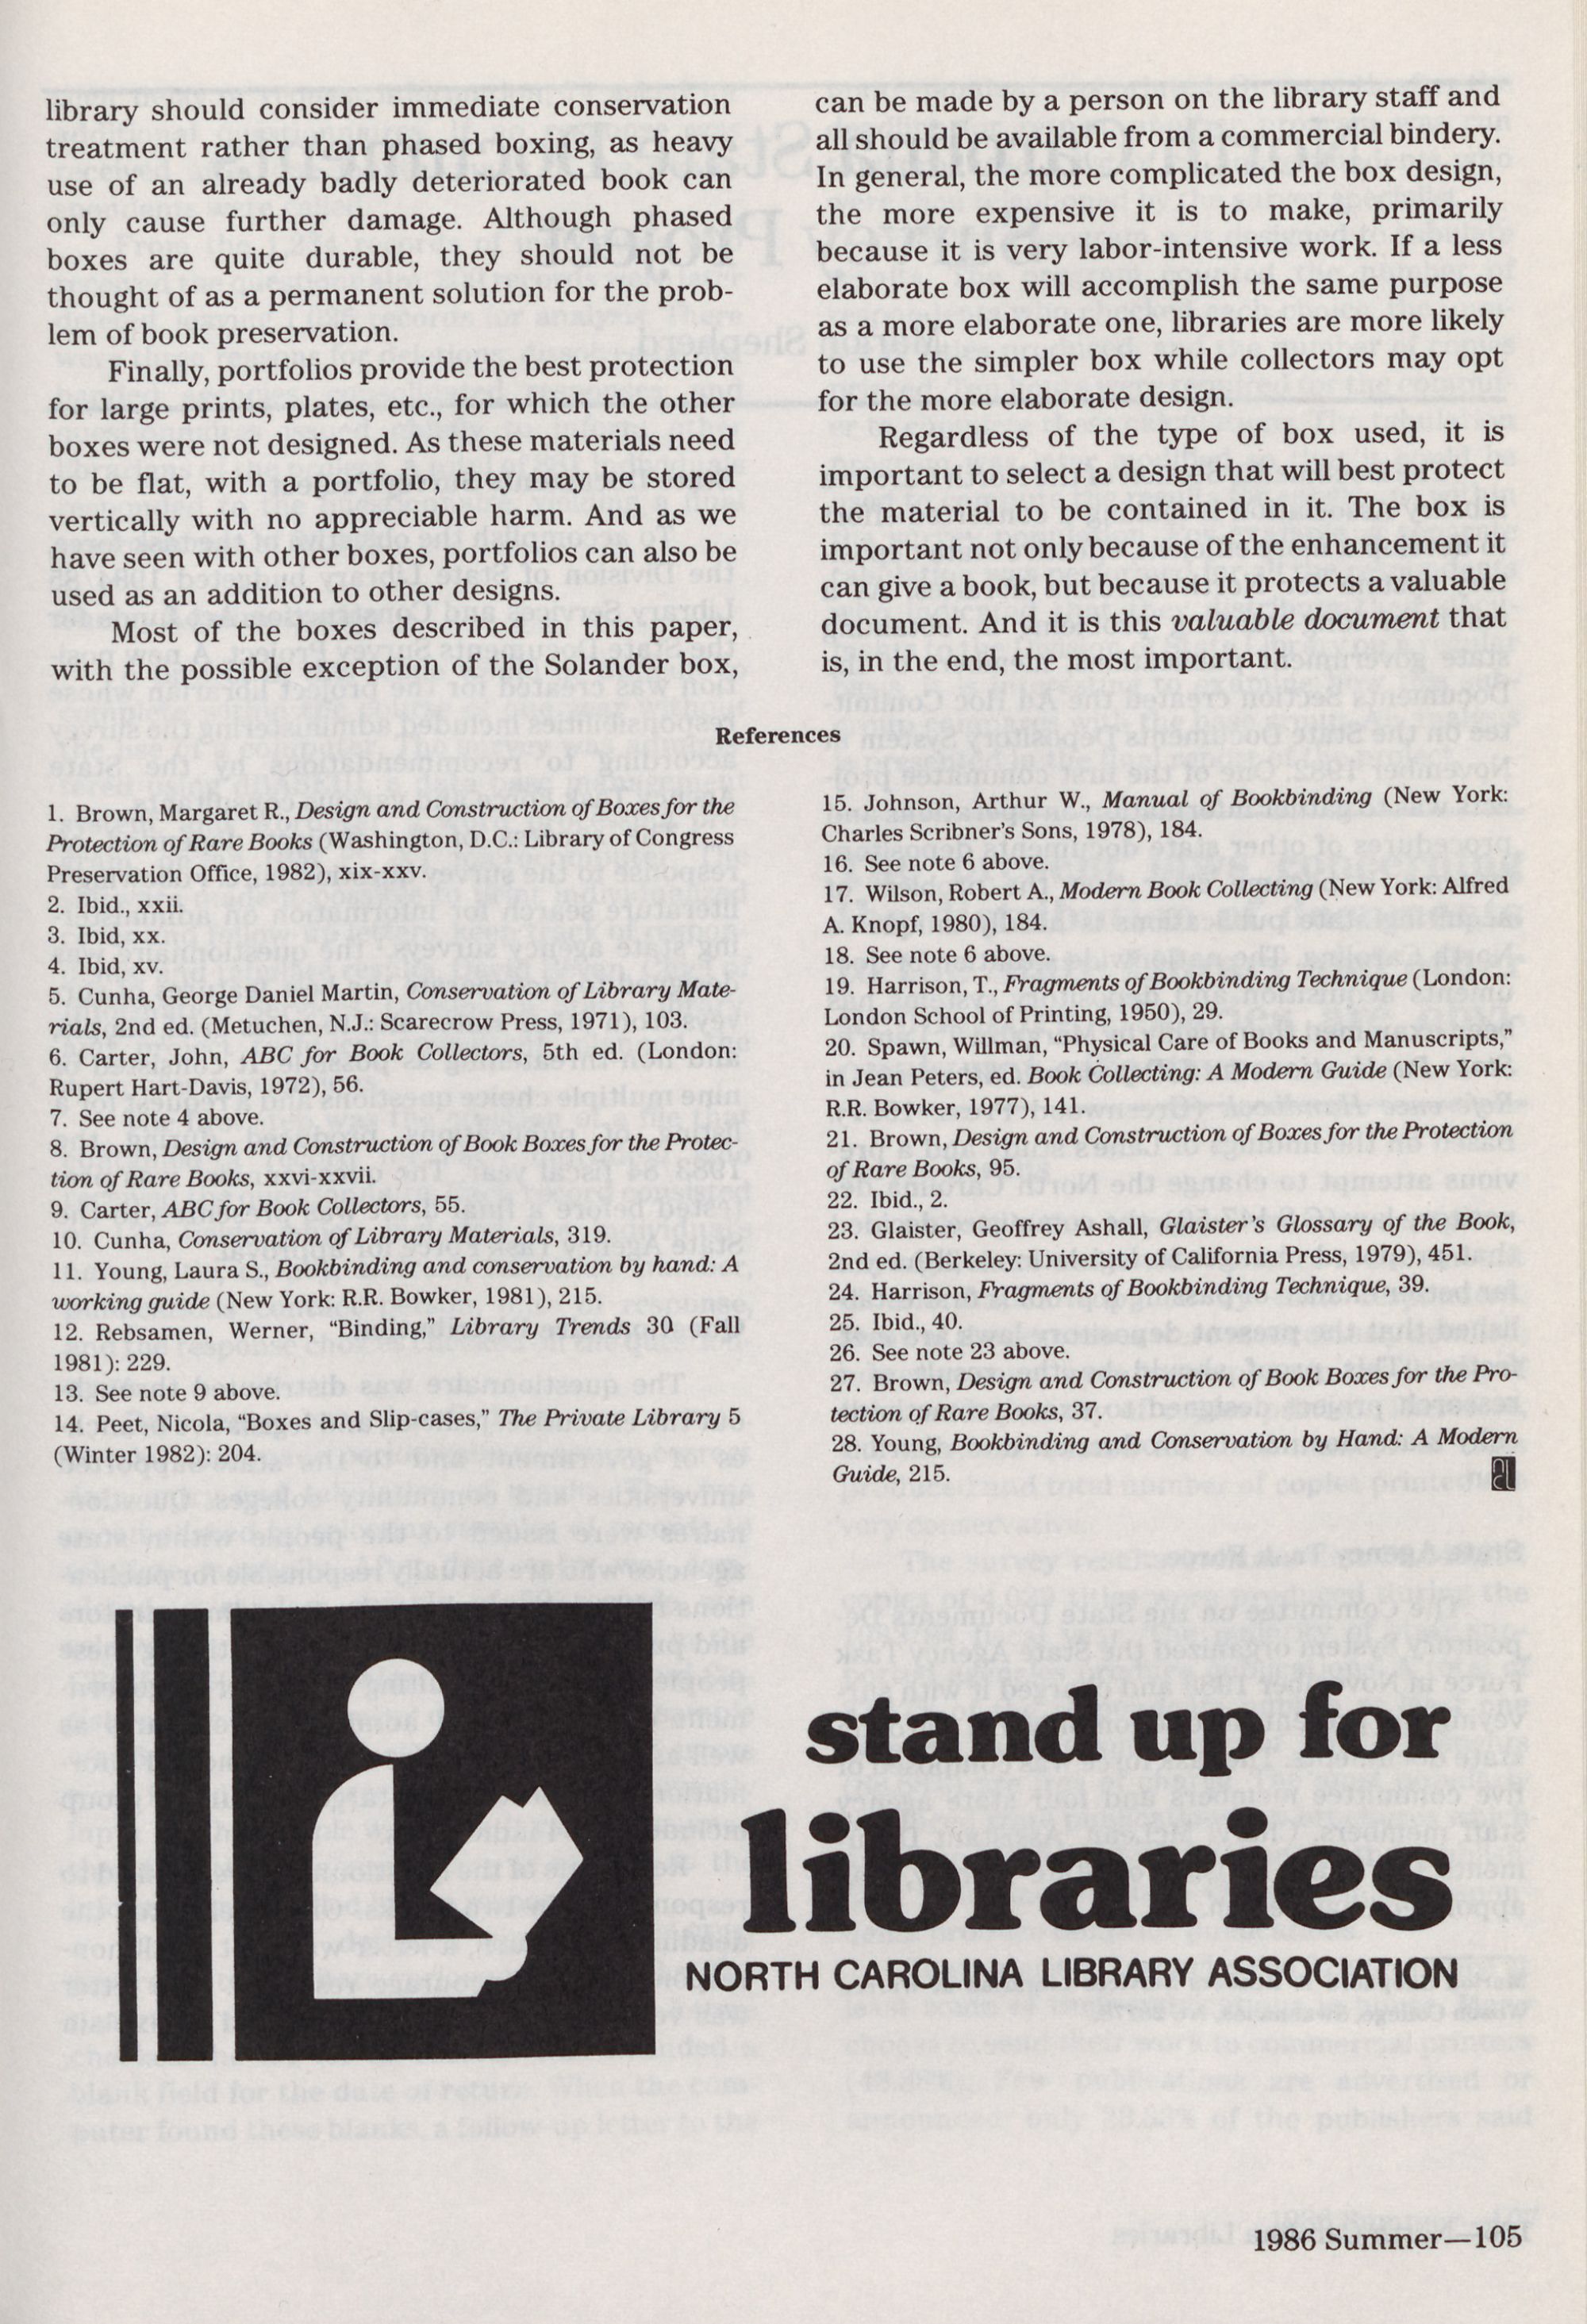 library should consider immediate conservation
treatment rather than phased boxing, as heavy
use of an already badly deteriorated book can
only cause further damage. Although phased
boxes are quite durable, they should not be
thought of as a permanent solution for the prob-
lem of book preservation.
Finally, portfolios provide the best protection
for large prints, plates, etc., for which the other
boxes were not designed. As these materials need
to be flat, with a portfolio, they may be stored
vertically with no appreciable harm. And as we
have seen with other boxes, portfolios can also be
used as an addition to other designs.
Most of the boxes described in this paper,
with the possible exception of the Solander box,
can be made by a person on the library staff and
all should be available from a commercial bindery.
In general, the more complicated the box design,
the more expensive it is to make, primarily
because it is very labor-intensive work. If a less
elaborate box will accomplish the same purpose
as a more elaborate one, libraries are more likely
to use the simpler box while collectors may opt
for the more elaborate design.
Regardless of the type of box used, it is
important to select a design that will best protect
the material to be contained in it. The box is
important not only because of the enhancement it
can give a book, but because it protects a valuable
document. And it is this valuable document that
is, in the end, the most important.
References
1. Brown, Margaret R., Design and Construction of Boxes for the
Protection of Rare Books (Washington, D.C.: Library of Congress
Preservation Office, 1982), xix-xxv.
2. Ibid., xxii.
3. Ibid, xx.
4. Ibid, xv.
5. Cunha, George Daniel Martin, Conservation of Library Mate-
rials, 2nd ed. (Metuchen, N.J.: Scarecrow Press, 1971), 103.
6. Carter, John, ABC for Book Collectors, 5th ed. (London:
Rupert Hart-Davis, 1972), 56.
7. See note 4 above.
8. Brown, Design and Construction of Book Boxes for the Protec-
tion of Rare Books, xxvi-xxvii.
9. Carter, ABC for Book Collectors, 55.
10. Cunha, Conservation of Library Materials, 319.
11. Young, Laura S., Bookbinding and conservation by hand: A
working guide (New York: R.R. Bowker, 1981), 215.
12. Rebsamen, Werner, “Binding,” Library Trends 30 (Fall
1981): 229.
13. See note 9 above.
14. Peet, Nicola, “Boxes and Slip-cases,” The Private Library 5
(Winter 1982): 204.
15. Johnson, Arthur W., Manual of Bookbinding (New York:
Charles Scribner's Sons, 1978), 184.
16. See note 6 above.
17. Wilson, Robert A., Modern Book Collecting (New York: Alfred
A. Knopf, 1980), 184.
18. See note 6 above.
19. Harrison, T., Fragments of Bookbinding Technique (London:
London School of Printing, 1950), 29.
20. Spawn, Willman, “Physical Care of Books and Manuscripts,”
in Jean Peters, ed. Book Collecting: A Modern Guide (New York:
R.R. Bowker, 1977), 141.
21. Brown, Design and Construction of Boxes for the Protection
of Rare Books, 95.
22. Ibid., 2.
23. Glaister, Geoffrey Ashall, Glaister's Glossary of the Book,
2nd ed. (Berkeley: University of California Press, 1979), 451.
24. Harrison, Fragments of Bookbinding Technique, 39.
25. Ibid., 40.
26. See note 23 above.
27. Brown, Design and Construction of Book Boxes for the Pro-
tection of Rare Books, 37.
28. Young, Bookbinding and Conservation by Hand: A Modern
Guide, 215.
stand up for
libraries
NORTH CAROLINA LIBRARY ASSOCIATION
1986 Summer—105